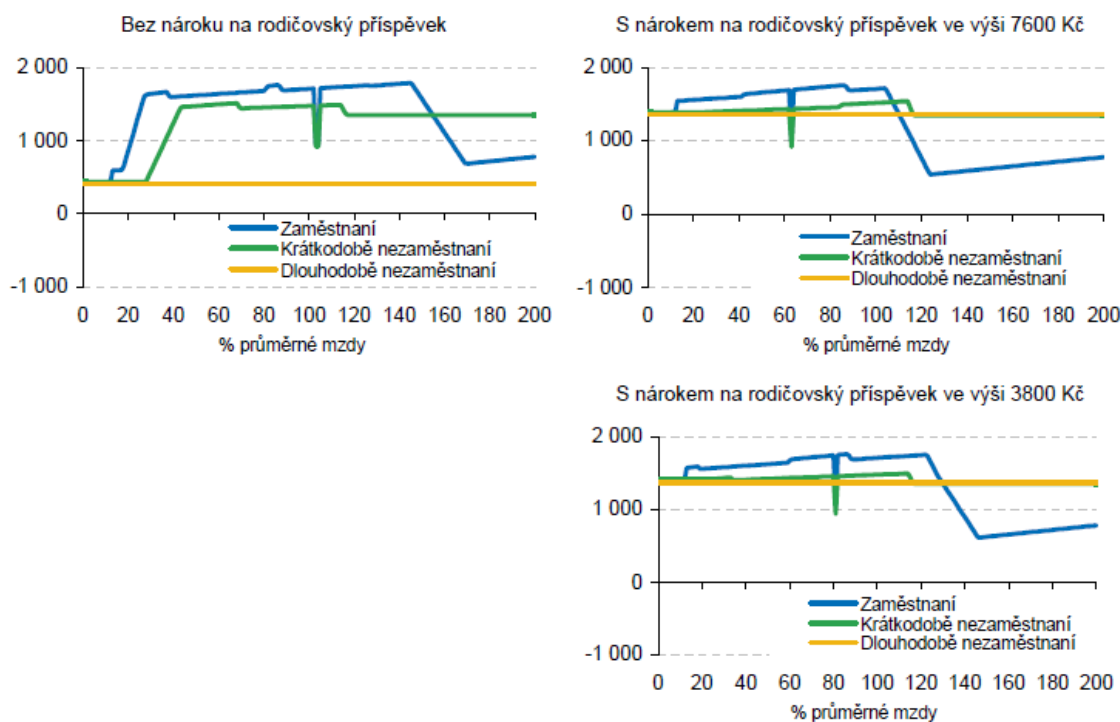 Bez nároku na rodičovský příspěvek
2 000
1 000
0
-1 000
Zaměstnaní
Krátkodobě nezaměstnaní
Dlouhodobě nezaměstnaní
0 20 40 60 80 100 120 140 160 180 200
% průměrné mzdy
S nárokem na rodičovský příspěvek ve výši 7600 Kč
2 000
1 000
0
-1 000
Zaměstnaní
Krátkodobě nezaměstnaní
Dlouhodobě nezaměstnaní
0 20 40 60 80 100 120 140 160 180 200
% průměrné mzdy
S nárokem na rodičovský příspěvek ve výši 3800 Kč
2 000
1 000
0
-1 000
Zaměstnaní
Krátkodobě nezaměstnaní
Dlouhodobě nezaměstnaní
0 20 40 60 80 100 120 140 160 180 200
% průměrné mzdy